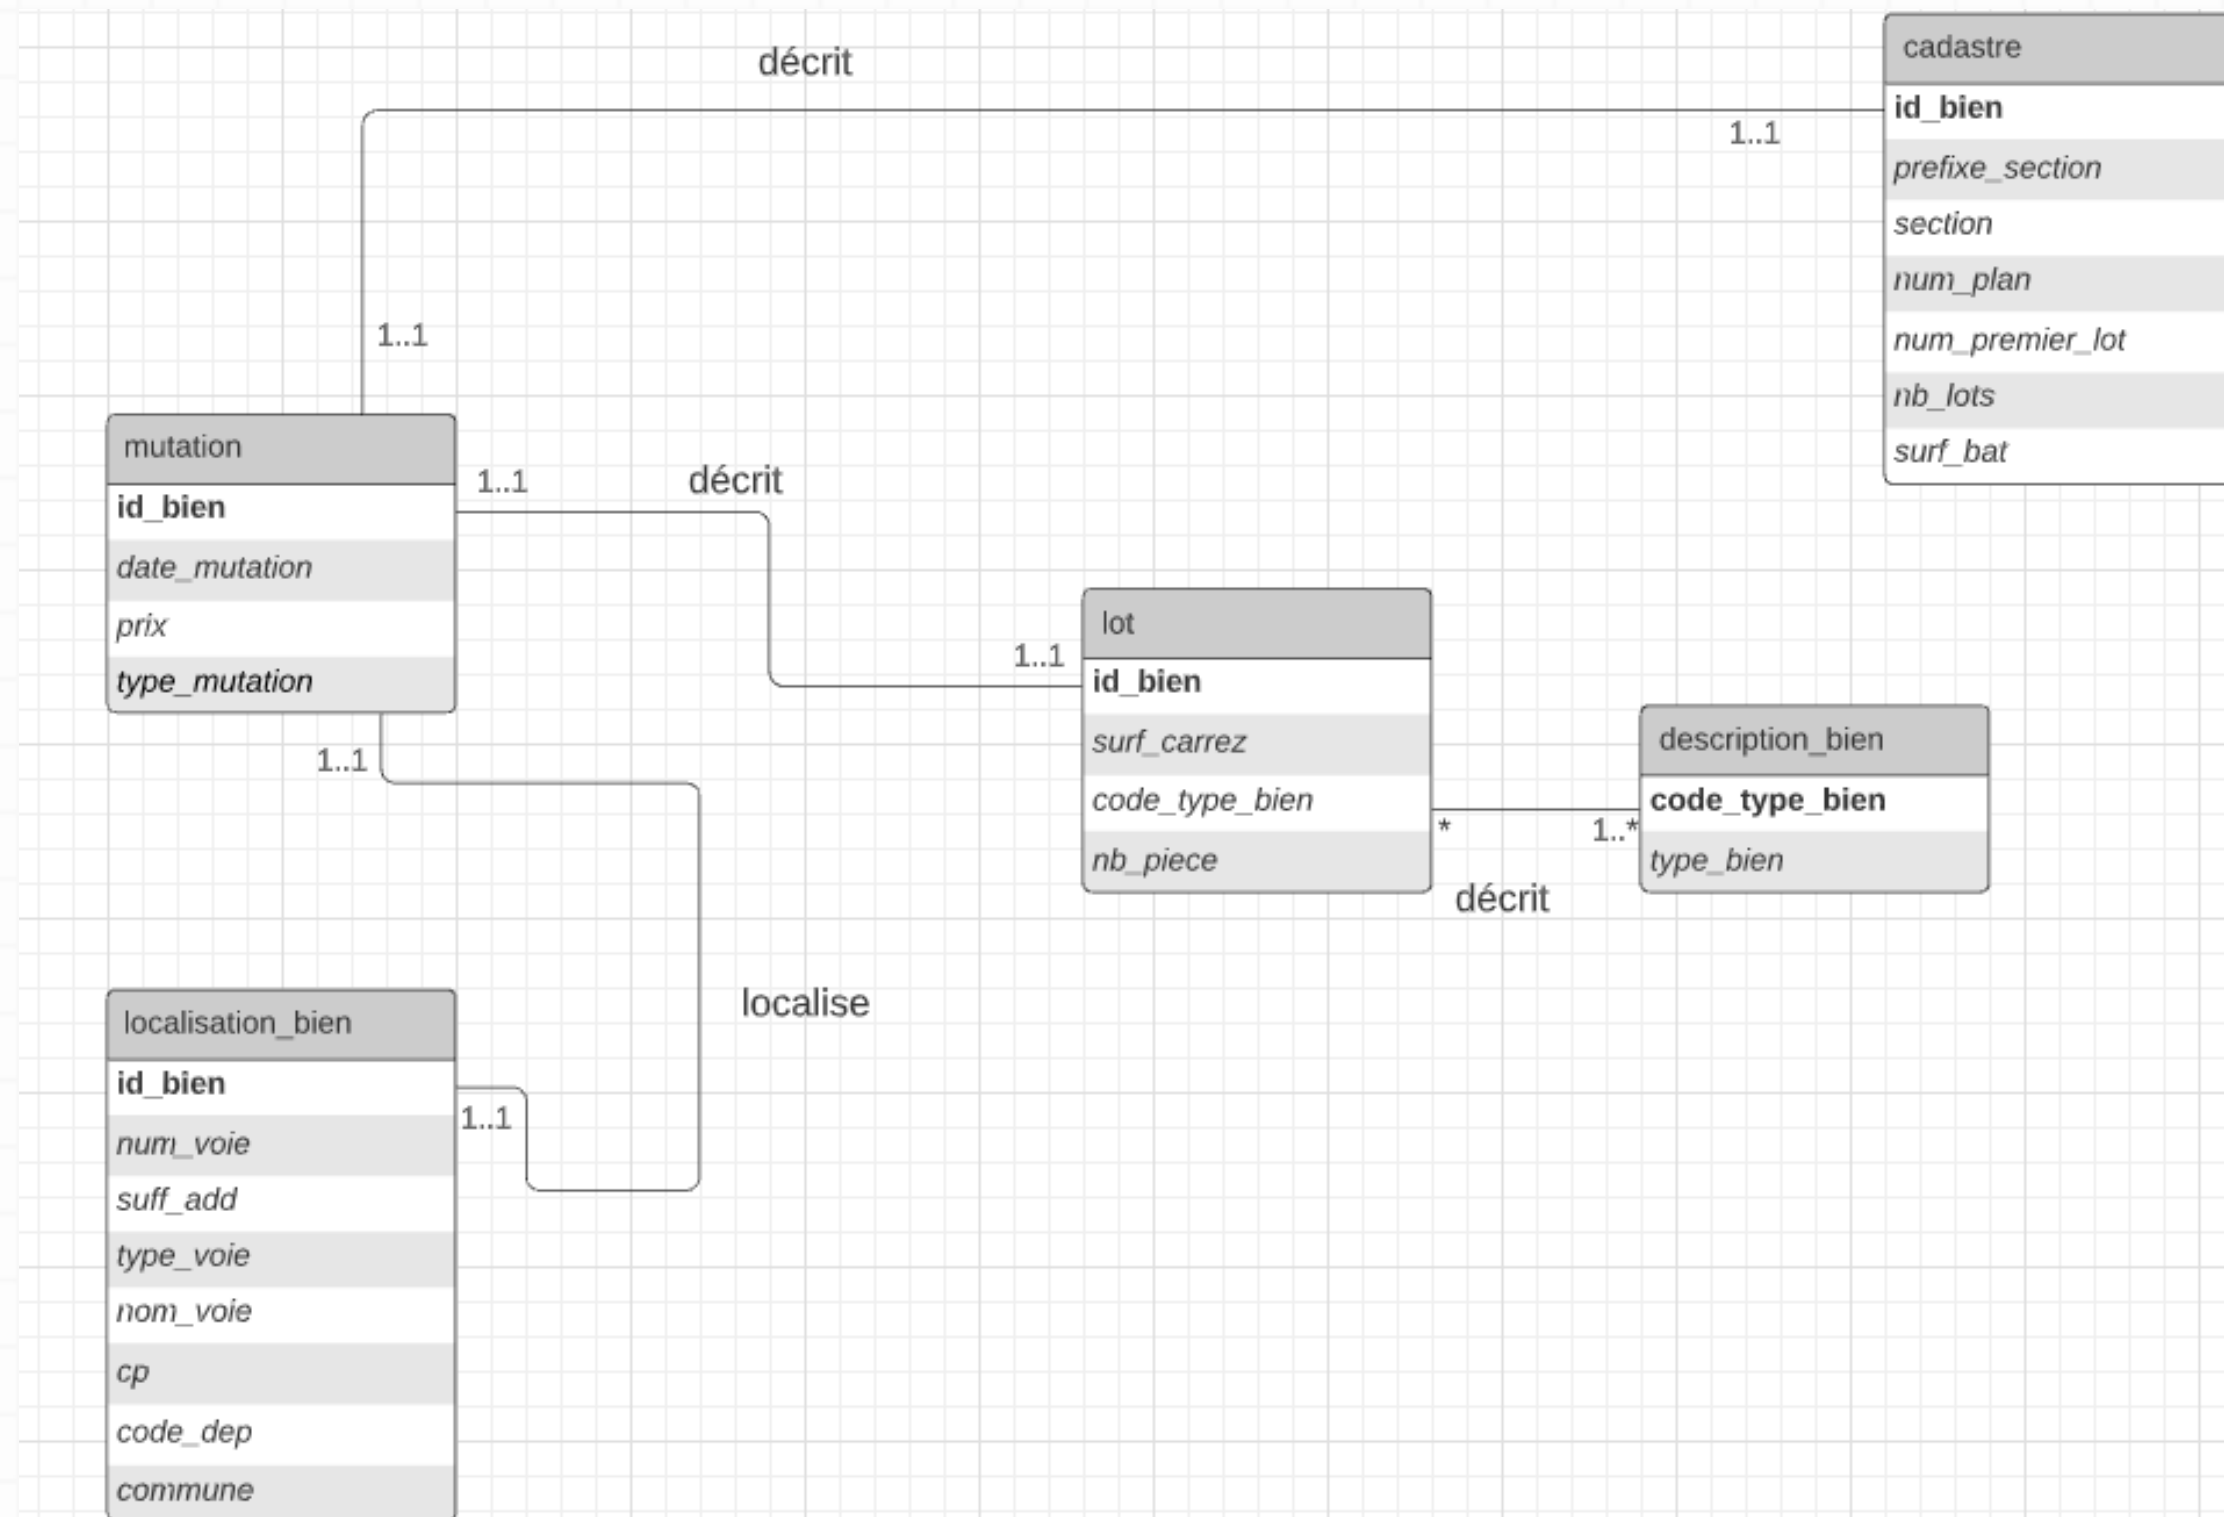 décrit
cadastre
id_bien
1..1
prefixe_section
section
num_plan
num_premier_lot
nb_lots
surf_bat
1..1
mutation
id_bien
date_mutation
prix
type_mutation
1..1
décrit
1..1
lot
id_bien
surf_carrez
code_type_bien
nb_piece
description_bien
code_type_bien
type_bien
*
1..*
décrit
1..1
localise
localisation_bien
id_bien
1..1
num_voie
suff_add
type_voie
nom_voie
cp
code_dep
commune